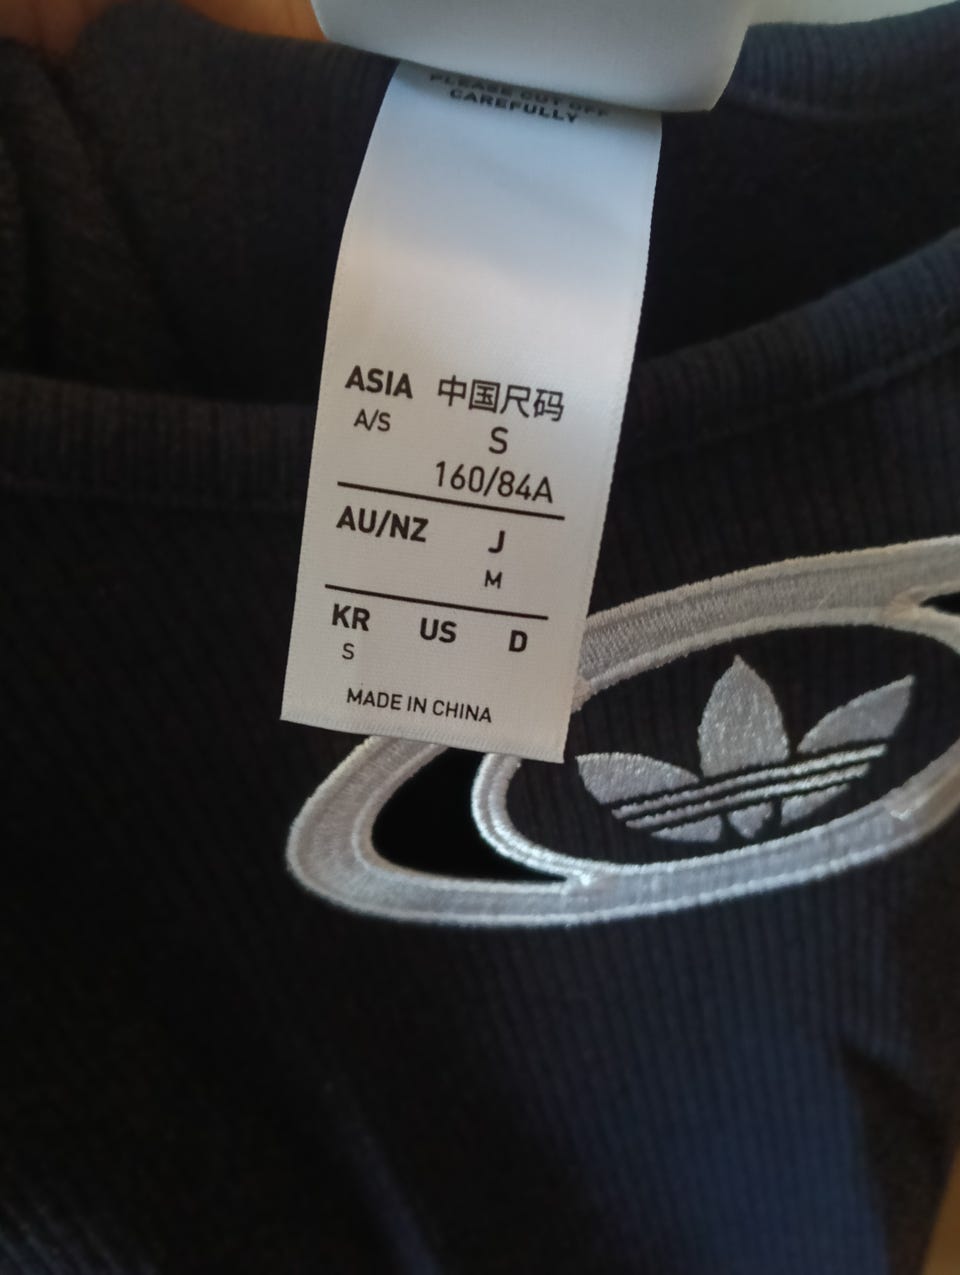 PLEASE CUT OFF
CAREFULLY
ASIA 中国尺码
A/S S
160/84A
AU/NZ J
M
KR US D
S
MADE IN CHINA